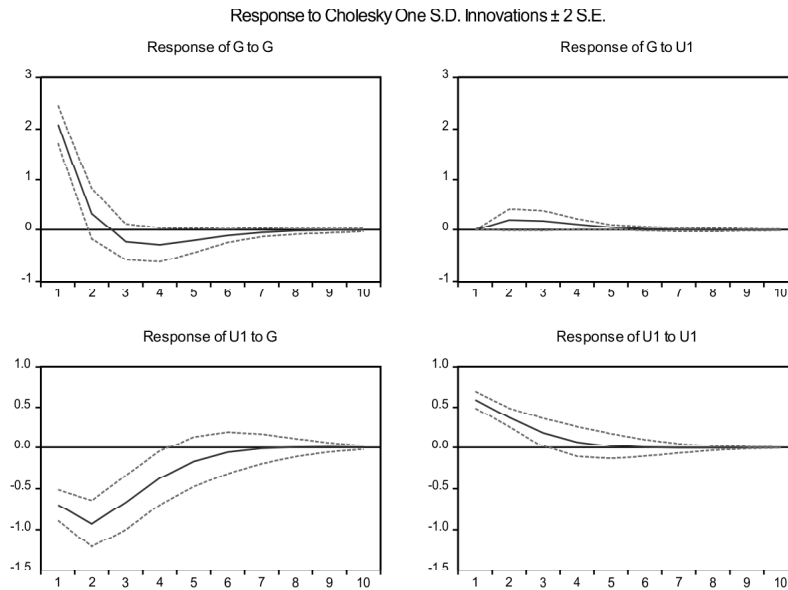 Response to Cholesky One S.D. Innovations ± 2 S.E.
Response of G to G
3
2
1
0
-1
1 2 3 4 5 6 7 8 9 10
Response of G to U1
3
2
1
0
-1
1 2 3 4 5 6 7 8 9 10
Response of U1 to G
1.0
0.5
0.0
-0.5
-1.0
-1.5
1 2 3 4 5 6 7 8 9 10
Response of U1 to U1
1.0
0.5
0.0
-0.5
-1.0
-1.5
1 2 3 4 5 6 7 8 9 10